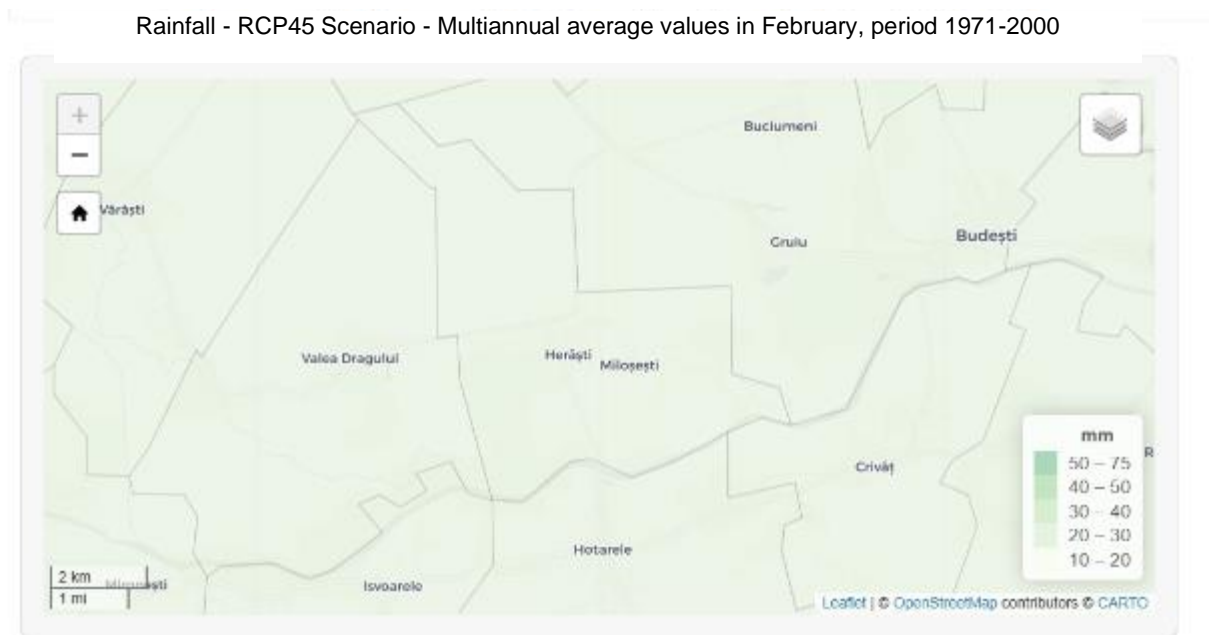 Rainfall - RCP45 Scenario - Multiannual average values in February, period 1971-2000
+
−
Buciumeni
Vărăști
Gruiu
Budești
Valea Dragului
Herăști
Miloșești
mm
50 – 75
R
40 – 50
Crivăț
30 – 40
20 – 30
10 – 20
Hotarele
2 km
1 mi
Isvoarele
Leaflet | © OpenStreetMap contributors © CARTO